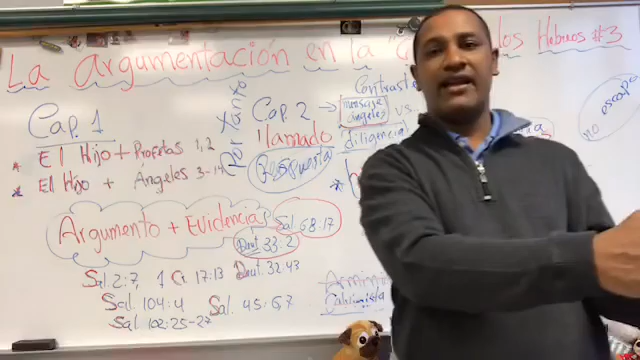 La Argumentación en la los Hebreos #3
Cap. 1
El Hijo + Profetas 1,2
El Hijo + Angeles 3-14
Por tanto
Cap. 2
llamado
Respuesta
Contraste
mensaje
angeles
vs.
diligencia
no escapa
Argumento + Evidencias
Sal 68:17
Deut 33:2
Sal. 2:7, 1 Cr. 17:13 Deut. 32:43
Sal. 104:4 Sal. 45:6,7
Sal. 102:25-27
Calvinista